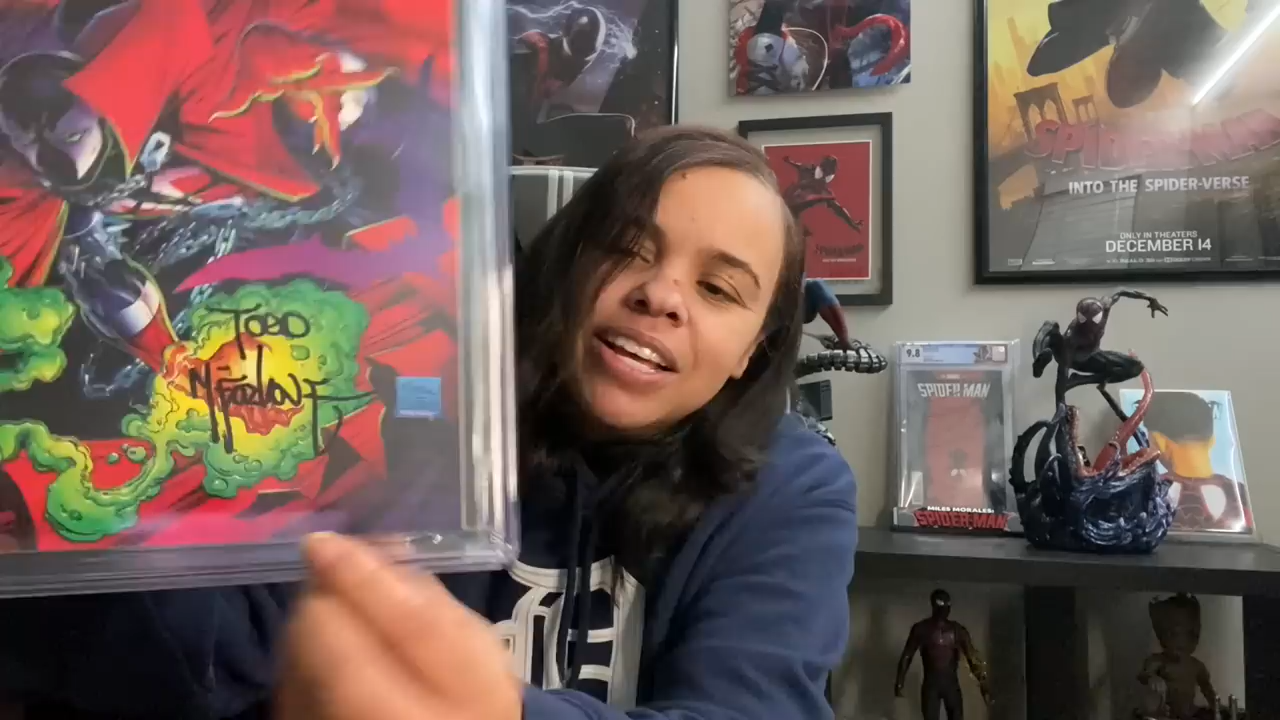 TODD
McFARLANE
SPIDER-MAN
INTO THE SPIDER-VERSE
ONLY IN THEATERS
DECEMBER 14
9.8
SPIDER-MAN
MILES MORALES:
SPIDER-MAN